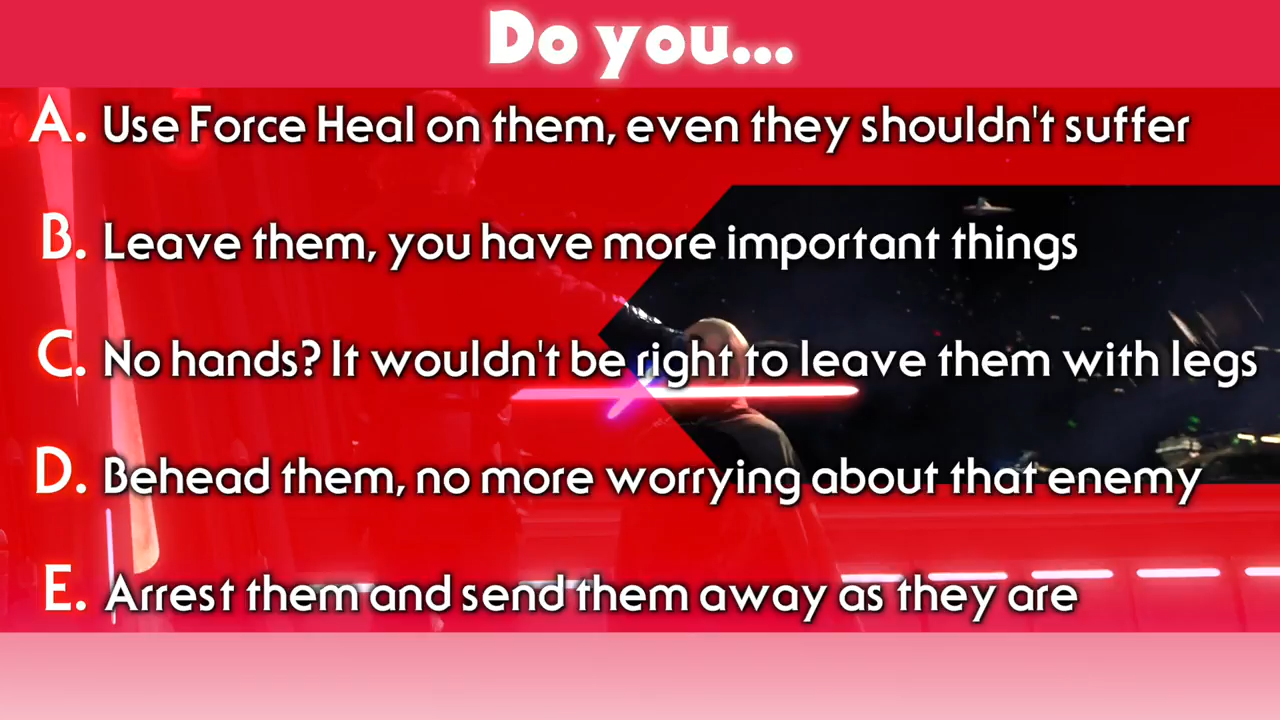 Do you...
A. Use Force Heal on them, even they shouldn't suffer
B. Leave them, you have more important things
C. No hands? It wouldn't be right to leave them with legs
D. Behead them, no more worrying about that enemy
E. Arrest them and send them away as they are